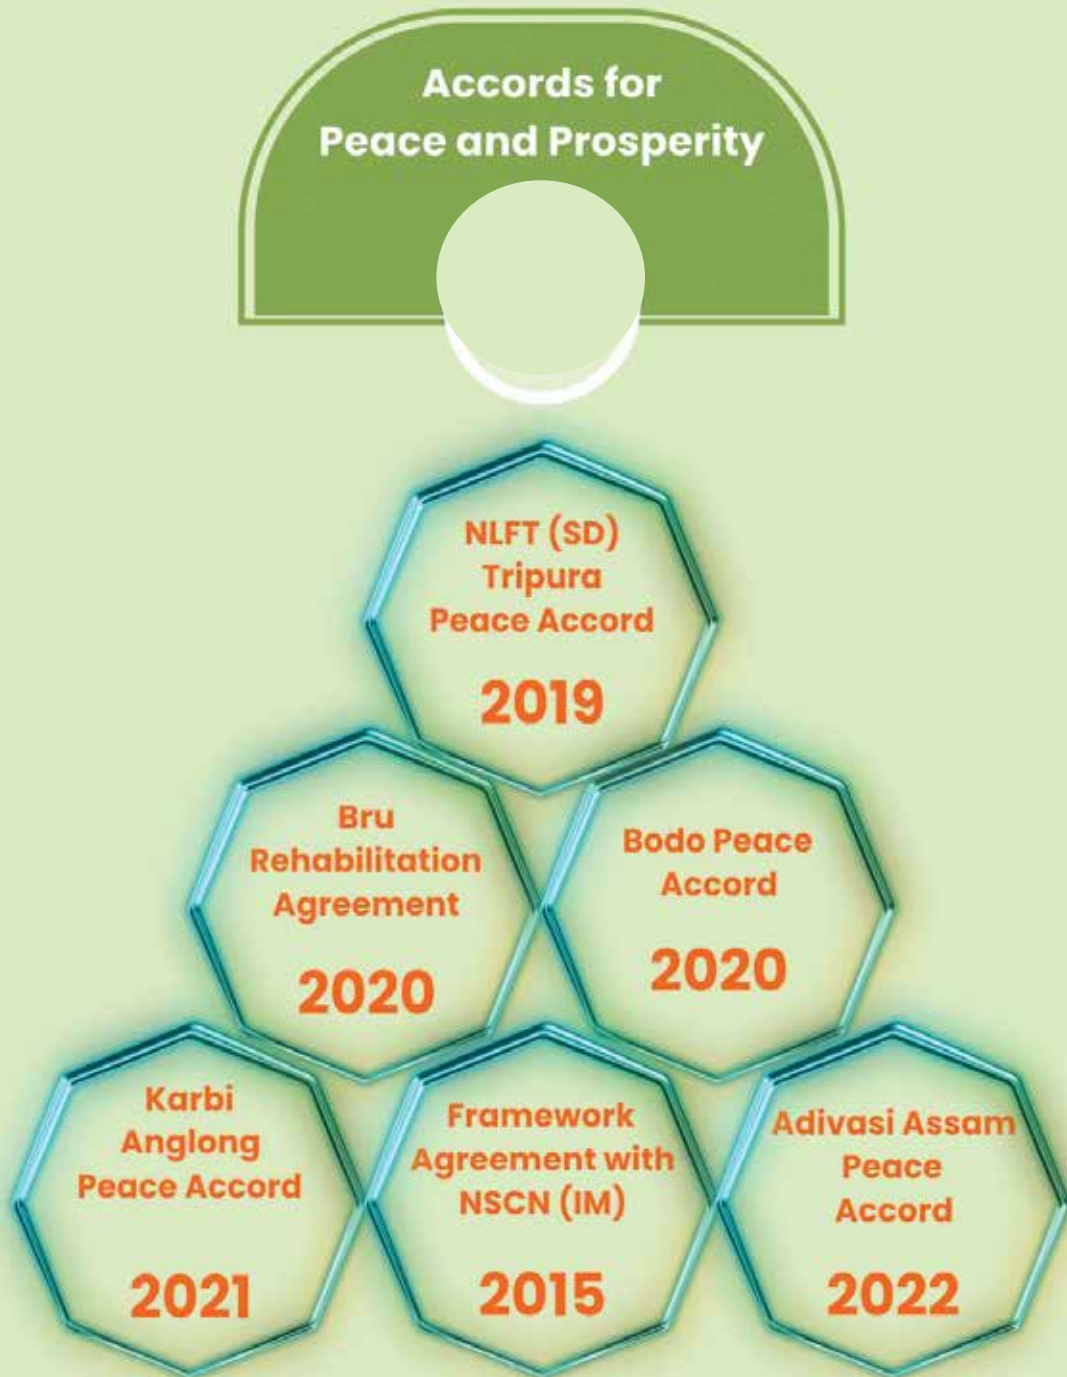 Accords for
Peace and Prosperity
NLFT (SD)
Tripura
Peace Accord
2019
Bru
Rehabilitation
Agreement
2020
Bodo Peace
Accord
2020
Karbi
Anglong
Peace Accord
2021
Framework
Agreement with
NSCN (IM)
2015
Adivasi Assam
Peace
Accord
2022